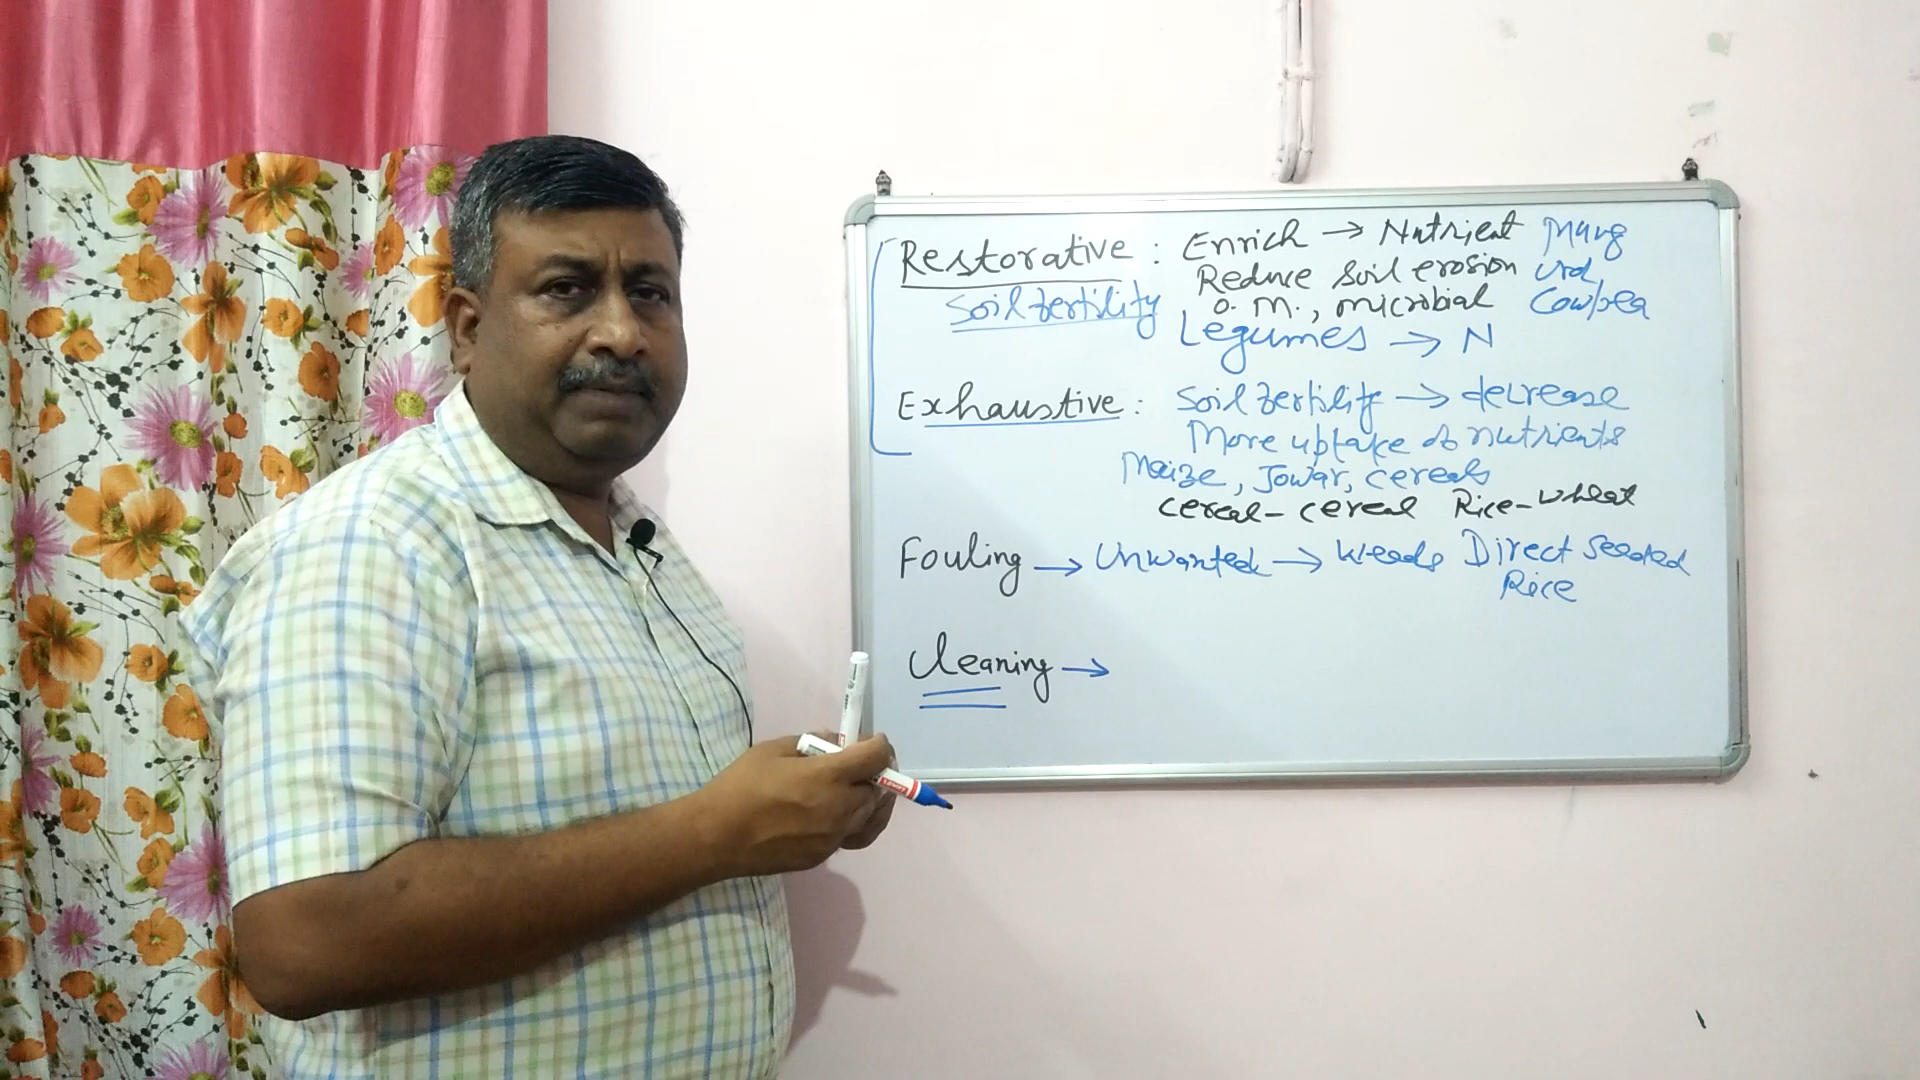 Restorative : Enrich → Nutrient Mung
Reduce Soil erosion Urd,
Soil fertility O. M., microbial Cowpea
Legumes → N
Exhaustive : Soil fertility → decrease
More uptake of nutrients
Maize, Jowar, cereals
cereal-cereal Rice-wheat
Fouling → Unwanted → Weeds Direct Seeded
Rice
Cleaning →